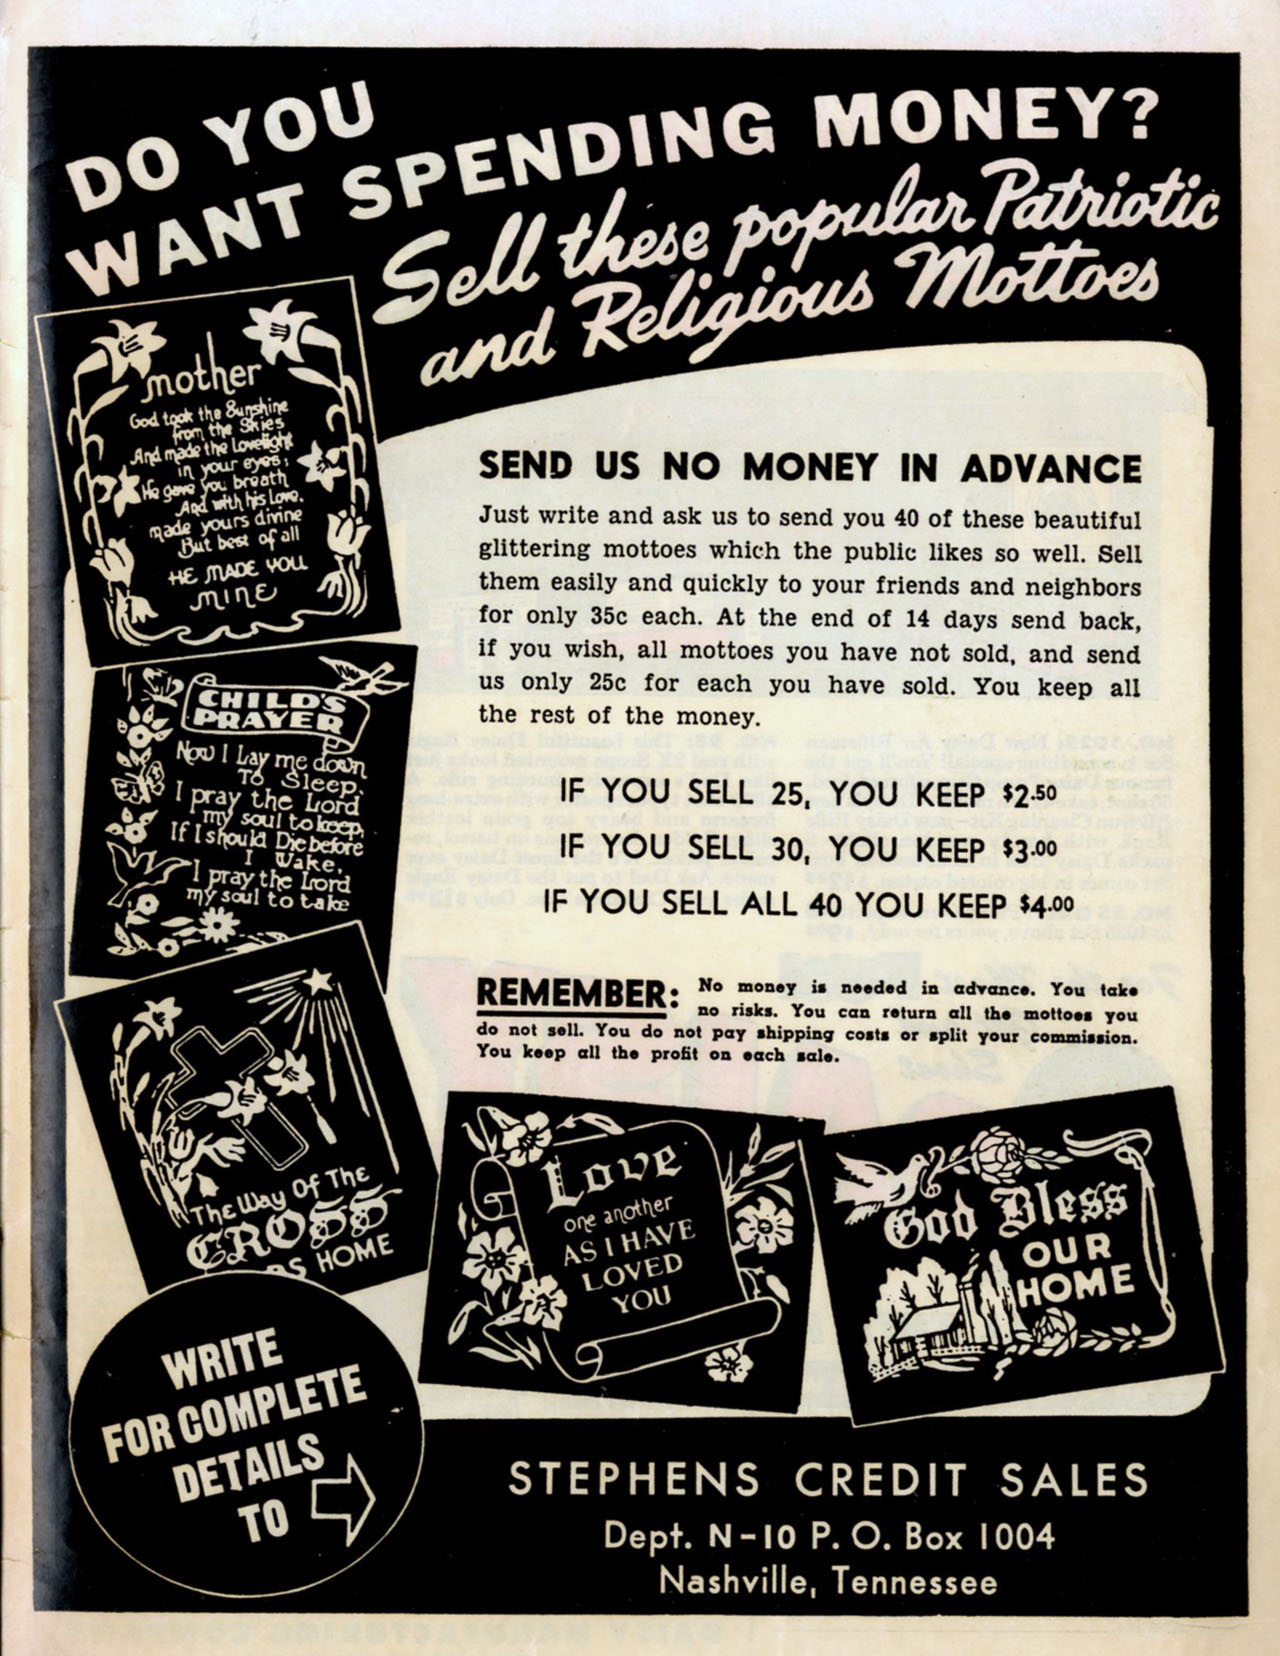 DO YOU
WANT SPENDING MONEY?
Sell these popular Patriotic
and Religious Mottoes
mother
God took the Sunshine
from the Skies
And made the Lovelight
in your eyes;
He gave you breath
And with his Love,
made yours divine
But best of all
HE MADE YOU
MINE
CHILD'S
PRAYER
Now I Lay me down
To Sleep,
I pray the Lord
my soul to keep,
If I should Die before
I Wake,
I pray the Lord
my soul to take
The Way Of The
CROSS
DS HOME
SEND US NO MONEY IN ADVANCE
Just write and ask us to send you 40 of these beautiful
glittering mottoes which the public likes so well. Sell
them easily and quickly to your friends and neighbors
for only 35c each. At the end of 14 days send back,
if you wish, all mottoes you have not sold, and send
us only 25c for each you have sold. You keep all
the rest of the money.
IF YOU SELL 25, YOU KEEP $2.50
IF YOU SELL 30, YOU KEEP $3.00
IF YOU SELL ALL 40 YOU KEEP $4.00
REMEMBER: No money is needed in advance. You take
no risks. You can return all the mottoes you
do not sell. You do not pay shipping costs or split your commission.
You keep all the profit on each sale.
Love
one another
AS I HAVE
LOVED
YOU
God Bless
OUR
HOME
WRITE
FOR COMPLETE
DETAILS
TO
STEPHENS CREDIT SALES
Dept. N-10 P. O. Box 1004
Nashville, Tennessee